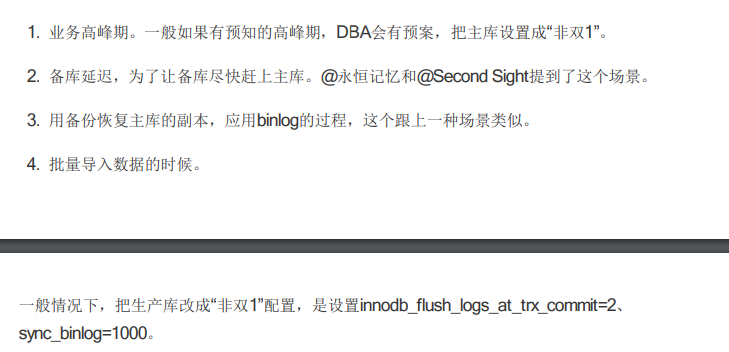 1. 业务高峰期。一般如果有预知的高峰期，DBA会有预案，把主库设置成“非双1”。
2. 备库延迟，为了让备库尽快赶上主库。@永恒记忆和@Second Sight提到了这个场景。
3. 用备份恢复主库的副本，应用binlog的过程，这个跟上一种场景类似。
4. 批量导入数据的时候。
一般情况下，把生产库改成“非双1”配置，是设置innodb_flush_logs_at_trx_commit=2、
sync_binlog=1000。